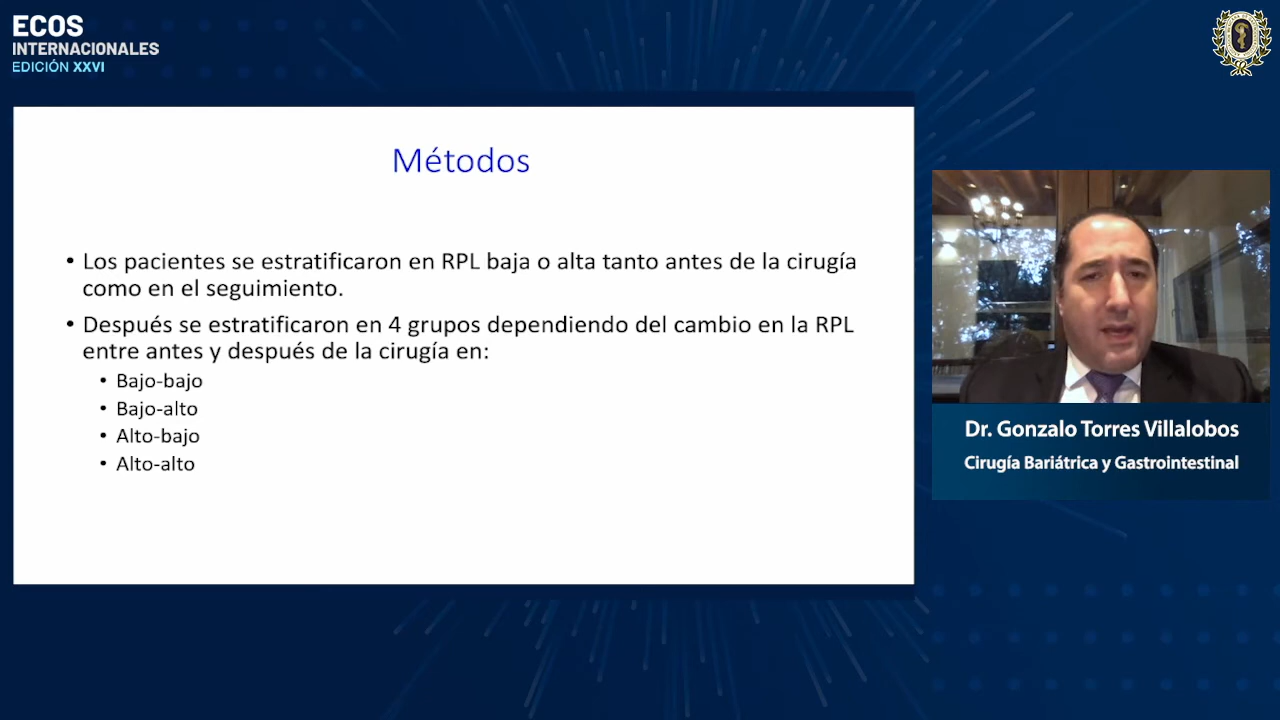 ECOS
INTERNACIONALES
EDICIÓN XXVI
Métodos
• Los pacientes se estratificaron en RPL baja o alta tanto antes de la cirugía
como en el seguimiento.
• Después se estratificaron en 4 grupos dependiendo del cambio en la RPL
entre antes y después de la cirugía en:
• Bajo-bajo
• Bajo-alto
• Alto-bajo
• Alto-alto
Dr. Gonzalo Torres Villalobos
Cirugía Bariátrica y Gastrointestinal